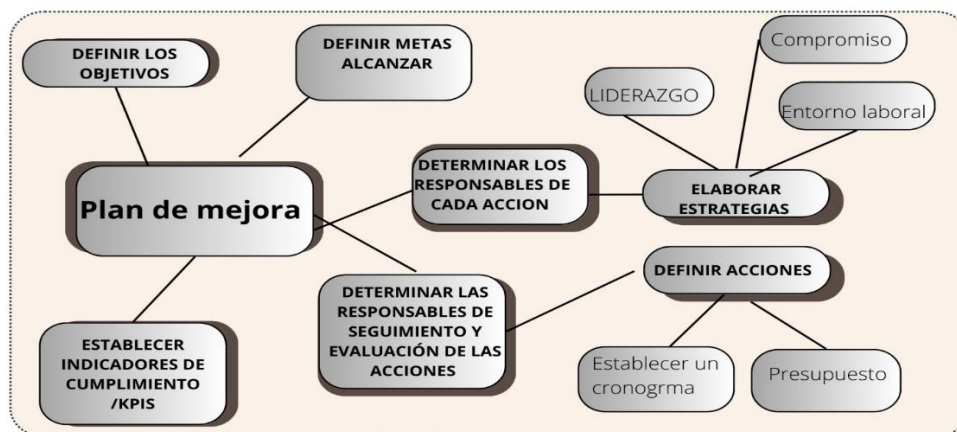 DEFINIR LOS
OBJETIVOS
DEFINIR METAS
ALCANZAR
Compromiso
LIDERAZGO
Entorno laboral
DETERMINAR LOS
RESPONSABLES DE
CADA ACCION
ELABORAR
ESTRATEGIAS
Plan de mejora
DEFINIR ACCIONES
DETERMINAR LAS
RESPONSABLES DE
SEGUIMIENTO Y
EVALUACIÓN DE LAS
ACCIONES
ESTABLECER
INDICADORES DE
CUMPLIMIENTO
/KPIS
Establecer un
cronogrma
Presupuesto